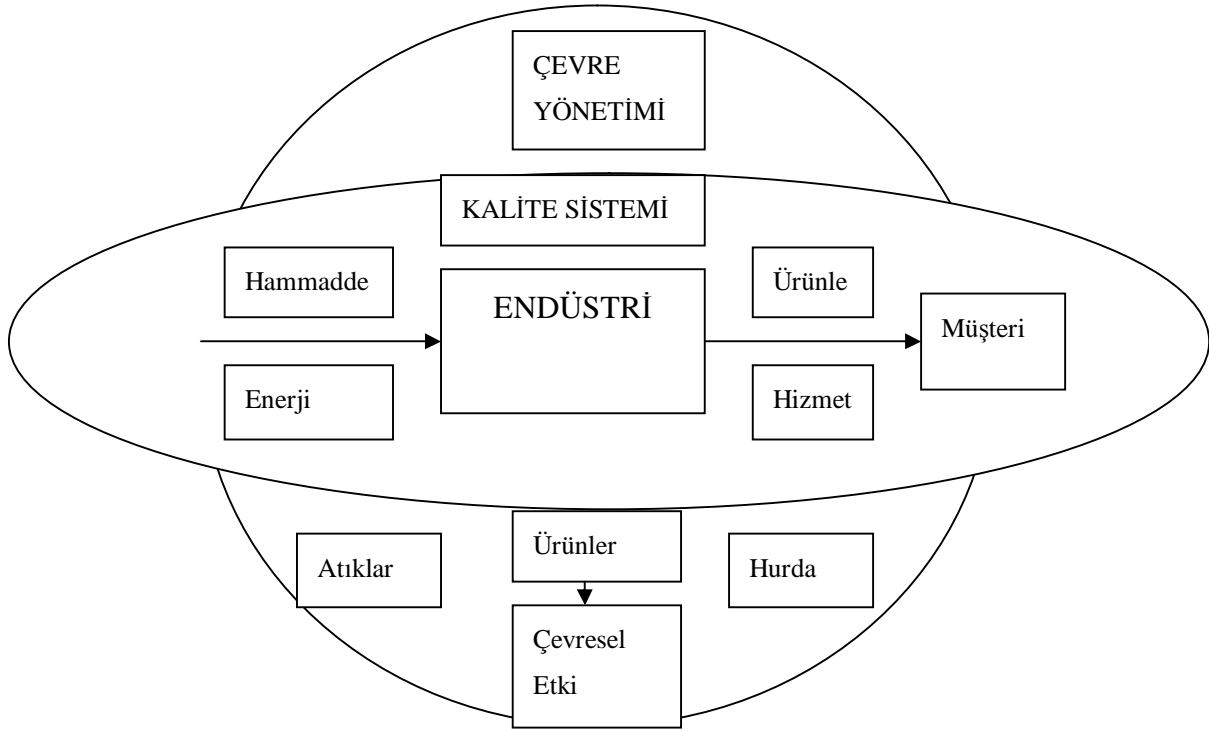 ÇEVRE
YÖNETİMİ
KALİTE SİSTEMİ
Hammadde
ENDÜSTRİ
Ürünle
Müşteri
Enerji
Hizmet
Atıklar
Ürünler
Hurda
Çevresel
Etki